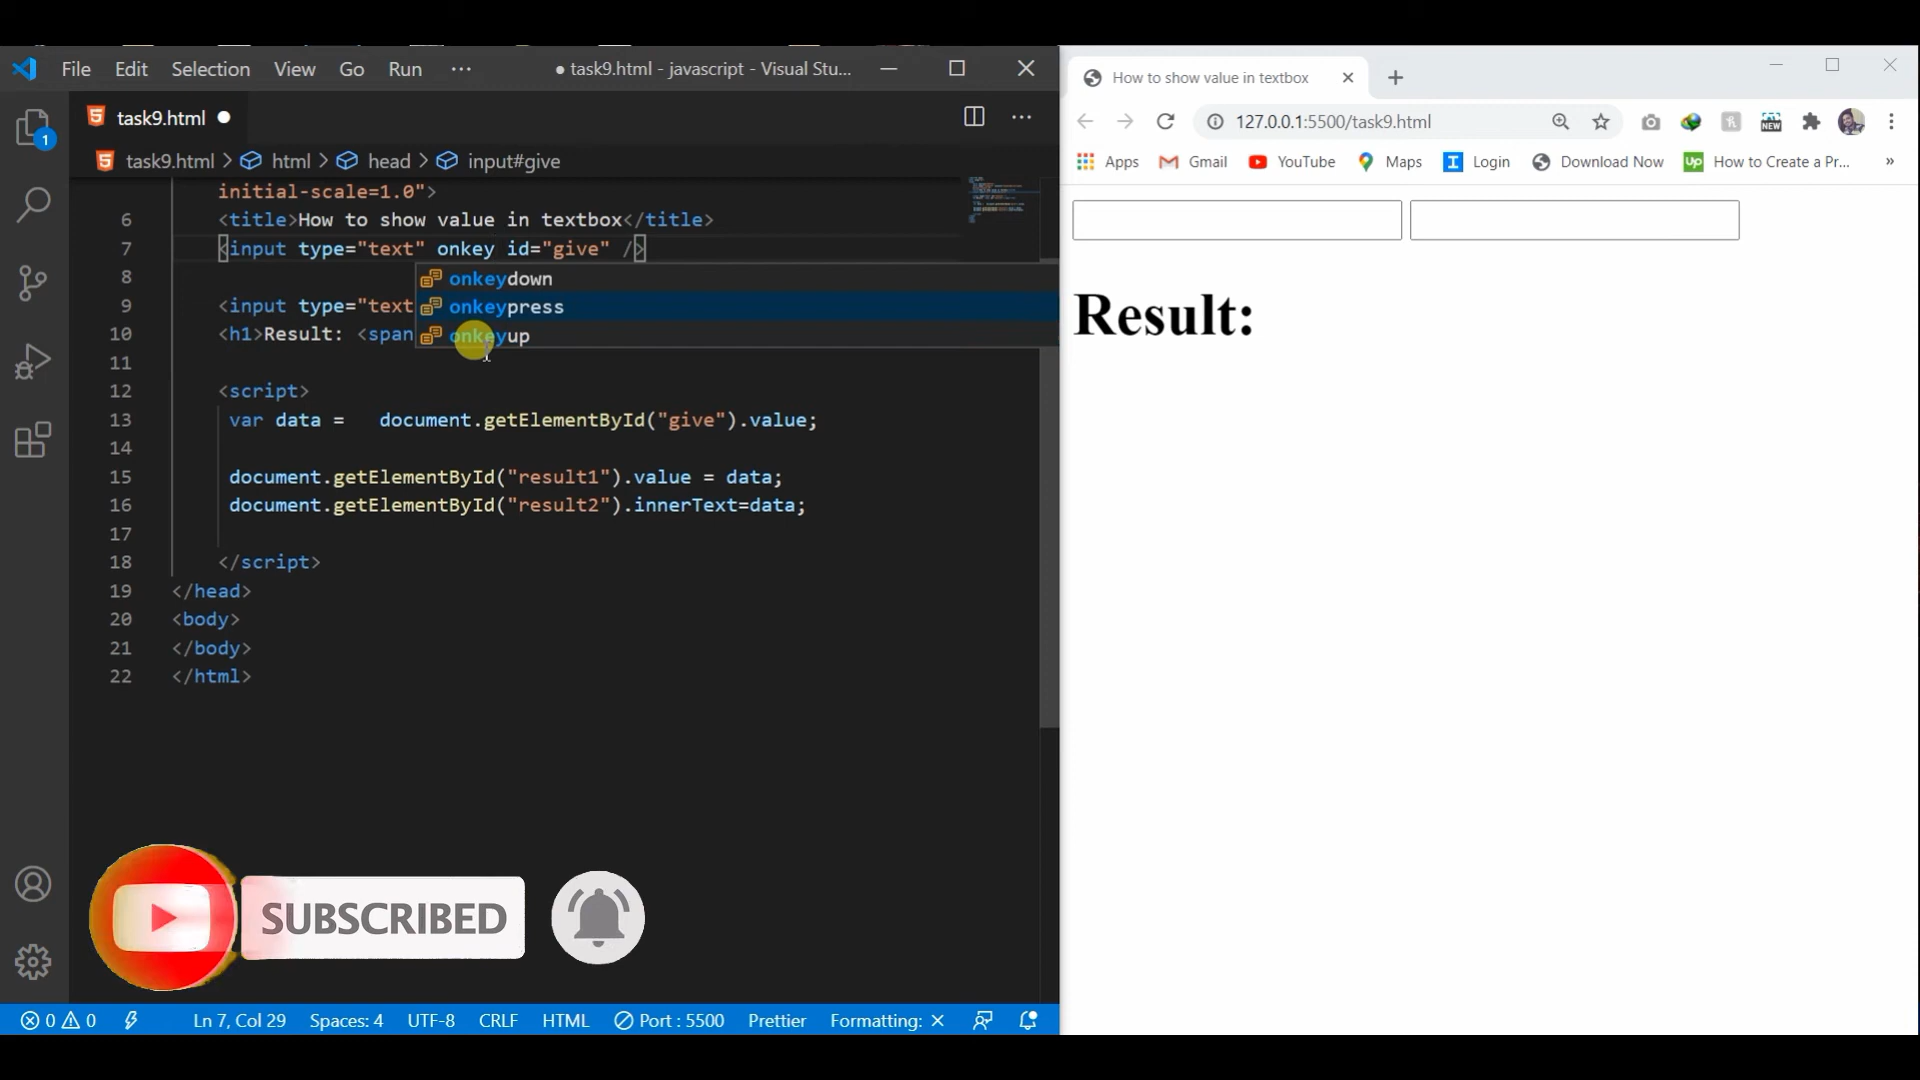 File Edit Selection View Go Run ··· ● task9.html - javascript - Visual Stu...
task9.html ●
task9.html > html > head > input#give
initial-scale=1.0">
6 <title>How to show value in textbox</title>
7 <input type="text" onkey id="give" />
onkeydown
8
onkeypress
9 <input type="text
onkeyup
10 <h1>Result: <span
11
12 <script>
13 var data =   document.getElementById("give").value;
14
15 document.getElementById("result1").value = data;
16 document.getElementById("result2").innerText=data;
17
18 </script>
19 </head>
20 <body>
21 </body>
22 </html>
1
SUBSCRIBED
0 0 Ln 7, Col 29 Spaces: 4 UTF-8 CRLF HTML Port : 5500 Prettier Formatting: ×
How to show value in textbox
127.0.0.1:5500/task9.html
NEW
Apps Gmail YouTube Maps I Login Download Now Up How to Create a Pr... »
Result: